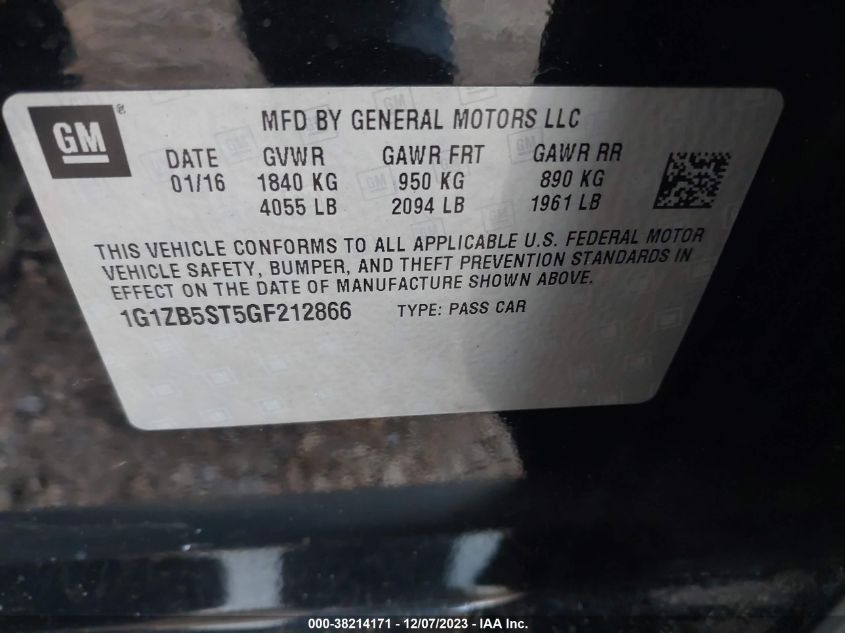 GM ®
MFD BY GENERAL MOTORS LLC
DATE GVWR GAWR FRT GAWR RR
01/16 1840 KG 950 KG 890 KG
4055 LB 2094 LB 1961 LB
THIS VEHICLE CONFORMS TO ALL APPLICABLE U.S. FEDERAL MOTOR
VEHICLE SAFETY, BUMPER, AND THEFT PREVENTION STANDARDS IN
EFFECT ON THE DATE OF MANUFACTURE SHOWN ABOVE.
1G1ZB5ST5GF212866 TYPE: PASS CAR
000-38214171 - 12/07/2023 - IAA Inc.